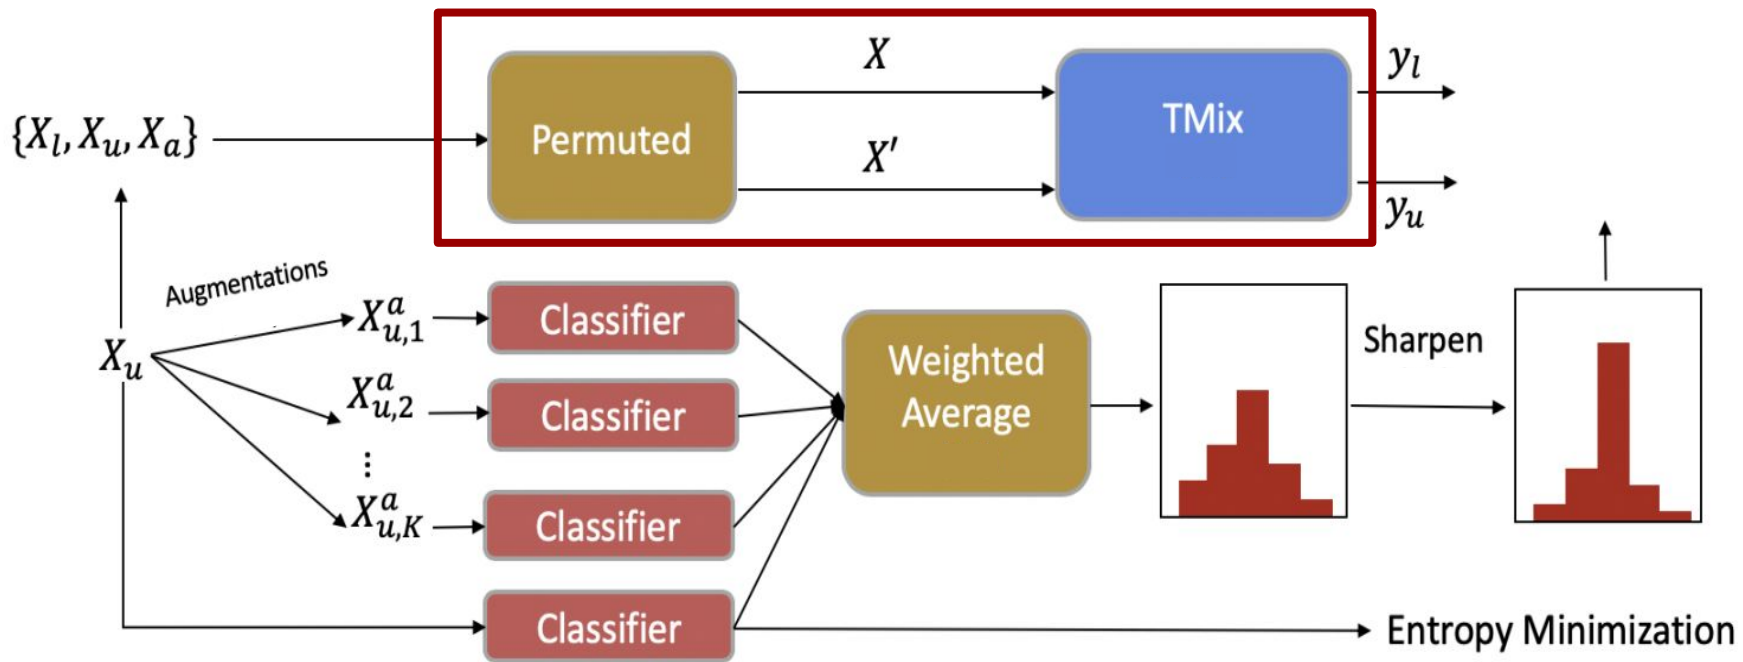 {X_l, X_u, X_a}
Permuted
X
X′
TMix
y_l
y_u
Augmentations
X_u
X^a_{u,1}
Classifier
X^a_{u,2}
Classifier
⋮
X^a_{u,K}
Classifier
Classifier
Weighted
Average
Sharpen
Entropy Minimization